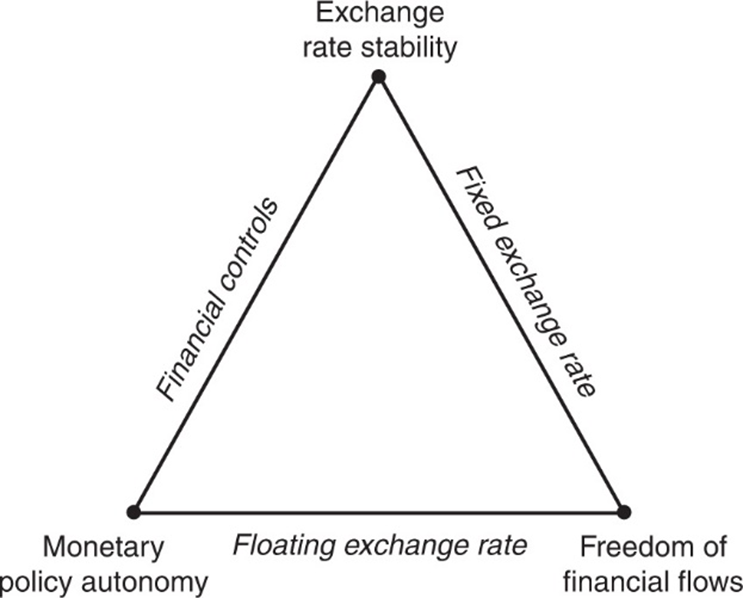 Exchange
rate stability
Financial controls
Fixed exchange rate
Monetary
policy autonomy
Floating exchange rate
Freedom of
financial flows